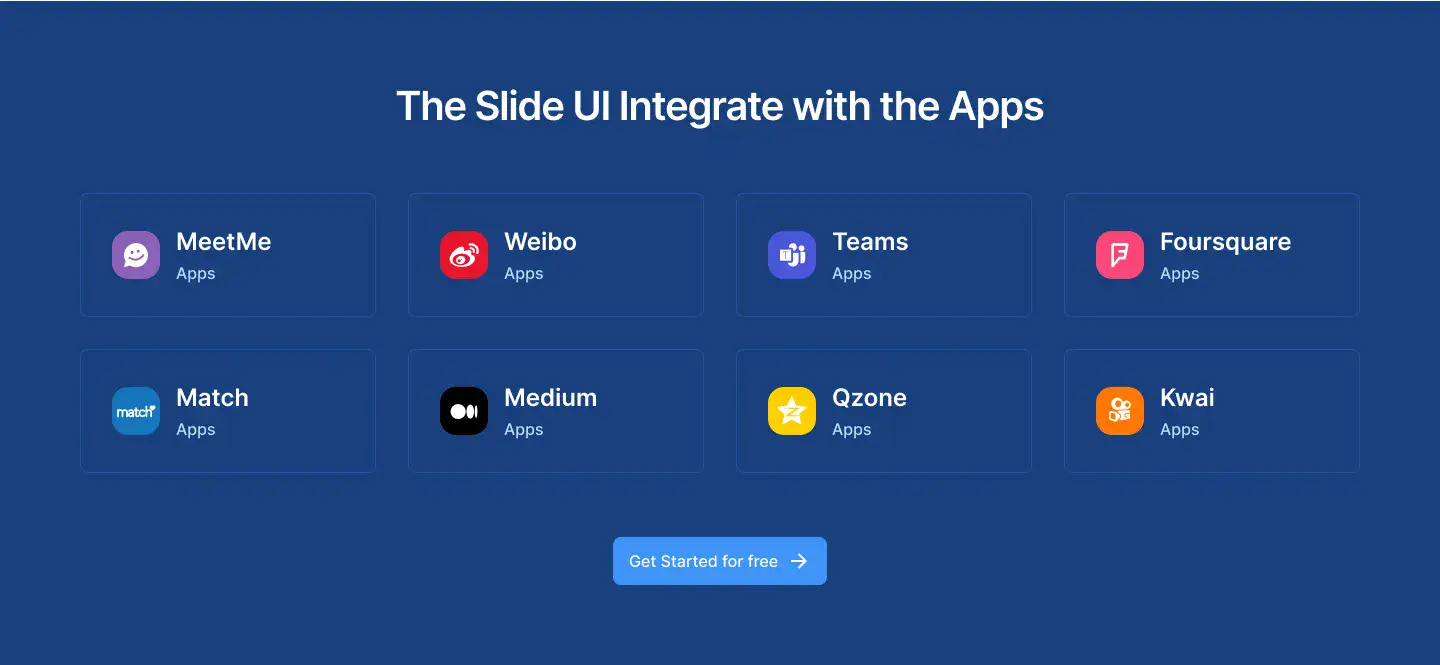 The Slide UI Integrate with the Apps
MeetMe
Apps
Weibo
Apps
Teams
Apps
Foursquare
Apps
match
Match
Apps
Medium
Apps
Qzone
Apps
Kwai
Apps
Get Started for free